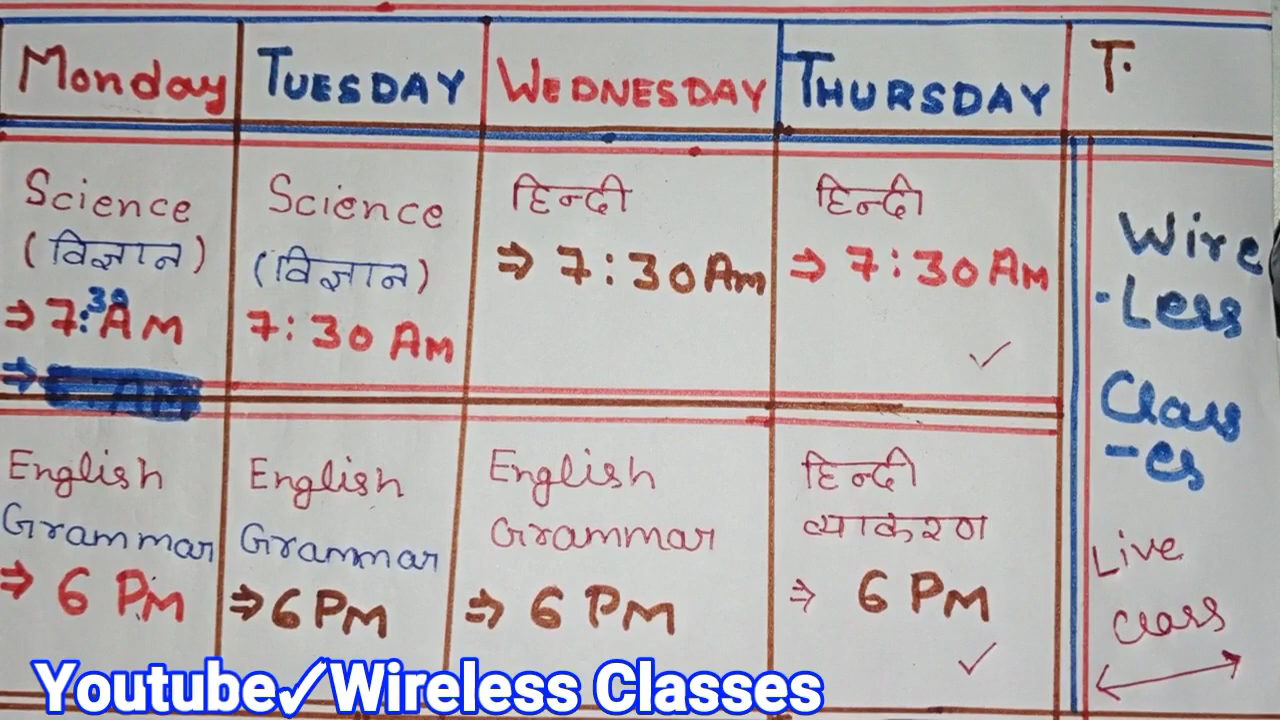 Monday
TUESDAY
WEDNESDAY
THURSDAY
T.
Science
(विज्ञान)
⇒ 7:30 AM
⇒
Science
(विज्ञान)
7:30 AM
हिन्दी
⇒ 7:30 Am
हिन्दी
⇒ 7:30 AM
✓
English
Grammar
⇒ 6 PM
English
Grammar
⇒ 6 PM
English
Grammar
⇒ 6 PM
हिन्दी
व्याकरण
⇒ 6 PM
✓
Wire
-Less
Class
-es
Live
class
Youtube✓Wireless Classes